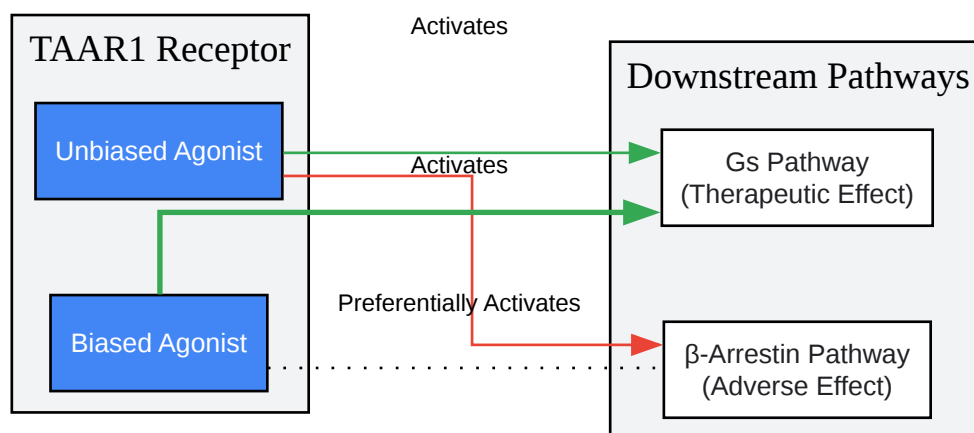 Activates
TAAR1 Receptor
Downstream Pathways
Unbiased Agonist
Activates
Gs Pathway
(Therapeutic Effect)
Preferentially Activates
Biased Agonist
β-Arrestin Pathway
(Adverse Effect)